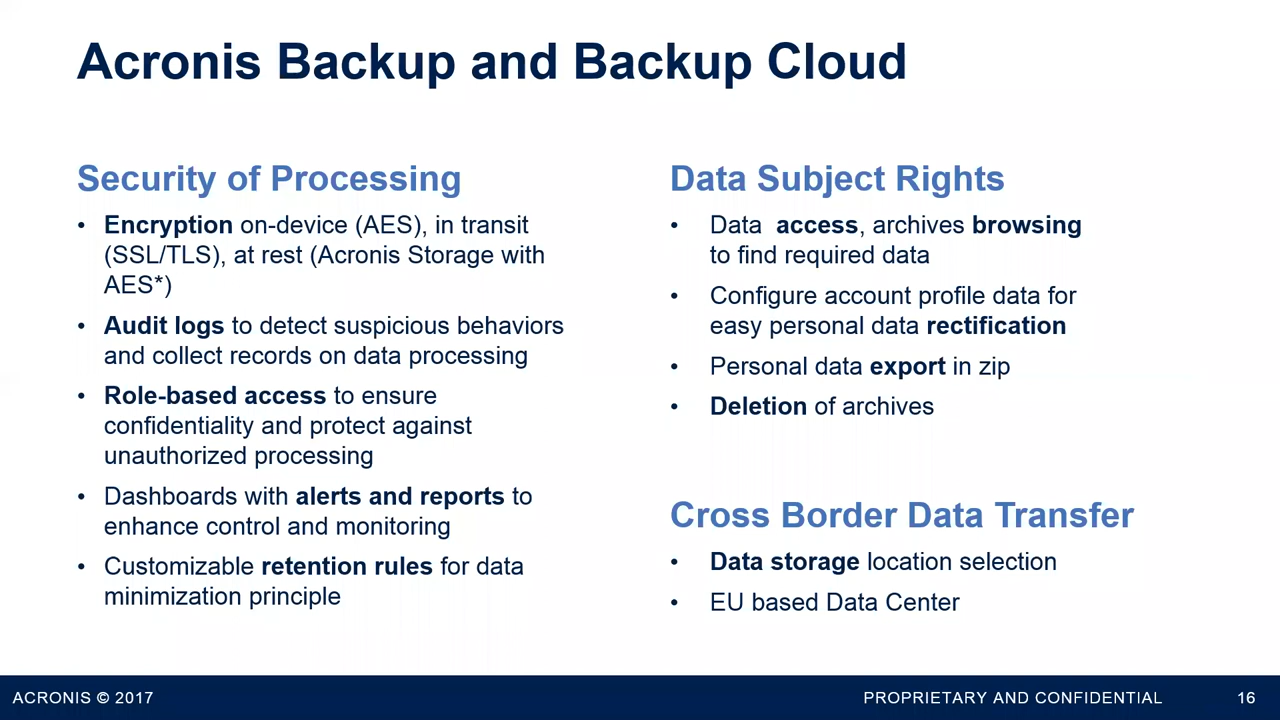 Acronis Backup and Backup Cloud
Security of Processing
• Encryption on-device (AES), in transit
(SSL/TLS), at rest (Acronis Storage with
AES*)
• Audit logs to detect suspicious behaviors
and collect records on data processing
• Role-based access to ensure
confidentiality and protect against
unauthorized processing
• Dashboards with alerts and reports to
enhance control and monitoring
• Customizable retention rules for data
minimization principle
Data Subject Rights
• Data access, archives browsing
to find required data
• Configure account profile data for
easy personal data rectification
• Personal data export in zip
• Deletion of archives
Cross Border Data Transfer
• Data storage location selection
• EU based Data Center
ACRONIS © 2017
PROPRIETARY AND CONFIDENTIAL
16